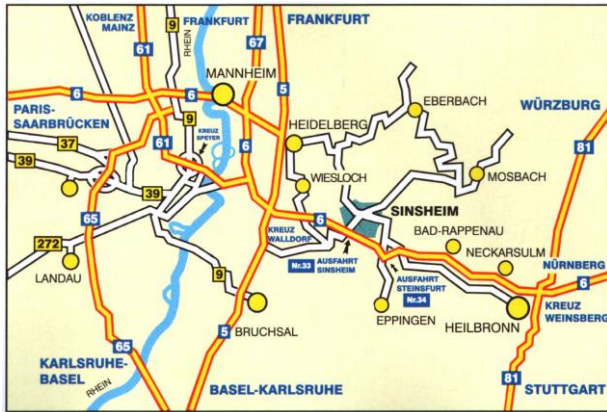 KOBLENZ
MAINZ
9
FRANKFURT
FRANKFURT
RHEIN
61
67
5
MANNHEIM
6
6
PARIS-
SAARBRÜCKEN
9
KREUZ
SPEYER
HEIDELBERG
EBERBACH
WÜRZBURG
37
61
6
81
39
39
WIESLOCH
MOSBACH
65
6
SINSHEIM
KREUZ
WALLDORF
BAD-RAPPENAU
272
Nr.33
AUSFAHRT
SINSHEIM
NECKARSULM
NÜRNBERG
LANDAU
9
AUSFAHRT
STEINSFURT
Nr.34
6
KREUZ
WEINSBERG
EPPINGEN
HEILBRONN
BRUCHSAL
5
65
KARLSRUHE-
BASEL
RHEIN
BASEL-KARLSRUHE
81
STUTTGART